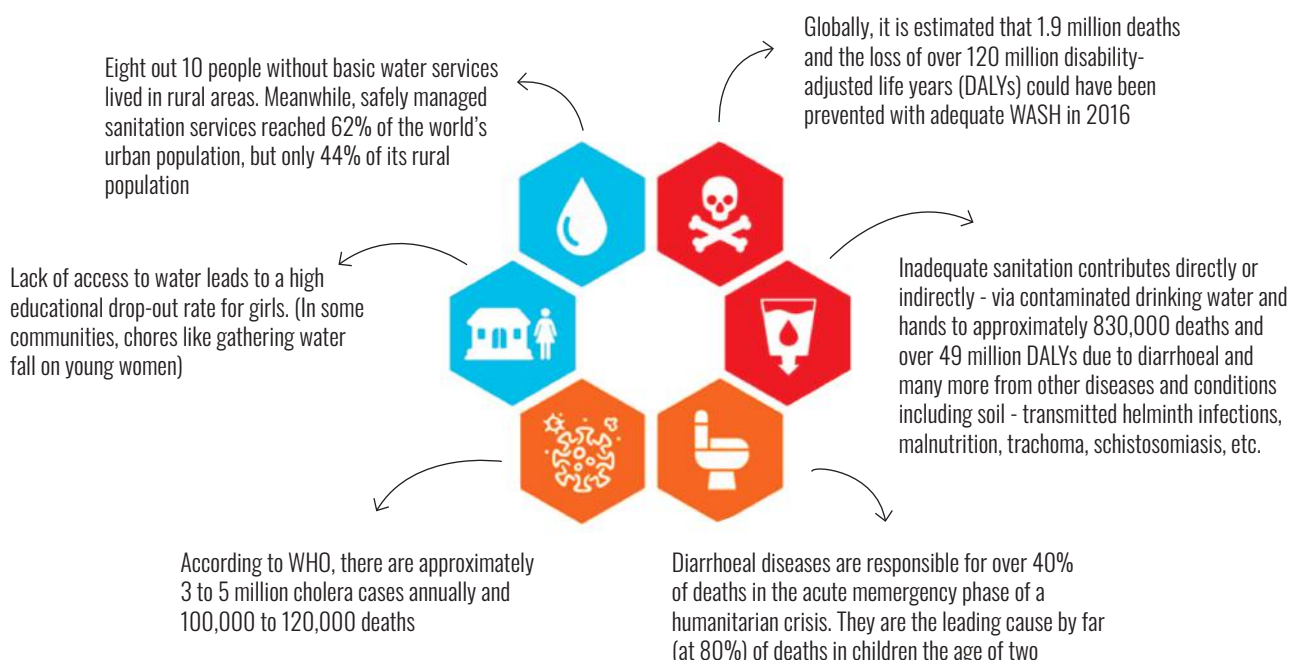 Globally, it is estimated that 1.9 million deaths
and the loss of over 120 million disability-
adjusted life years (DALYs) could have been
prevented with adequate WASH in 2016
Eight out 10 people without basic water services
lived in rural areas. Meanwhile, safely managed
sanitation services reached 62% of the world's
urban population, but only 44% of its rural
population
Inadequate sanitation contributes directly or
indirectly - via contaminated drinking water and
hands to approximately 830,000 deaths and
over 49 million DALYs due to diarrhoeal and
many more from other diseases and conditions
including soil - transmitted helminth infections,
malnutrition, trachoma, schistosomiasis, etc.
Lack of access to water leads to a high
educational drop-out rate for girls. (In some
communities, chores like gathering water
fall on young women)
According to WHO, there are approximately
3 to 5 million cholera cases annually and
100,000 to 120,000 deaths
Diarrhoeal diseases are responsible for over 40%
of deaths in the acute memergency phase of a
humanitarian crisis. They are the leading cause by far
(at 80%) of deaths in children the age of two